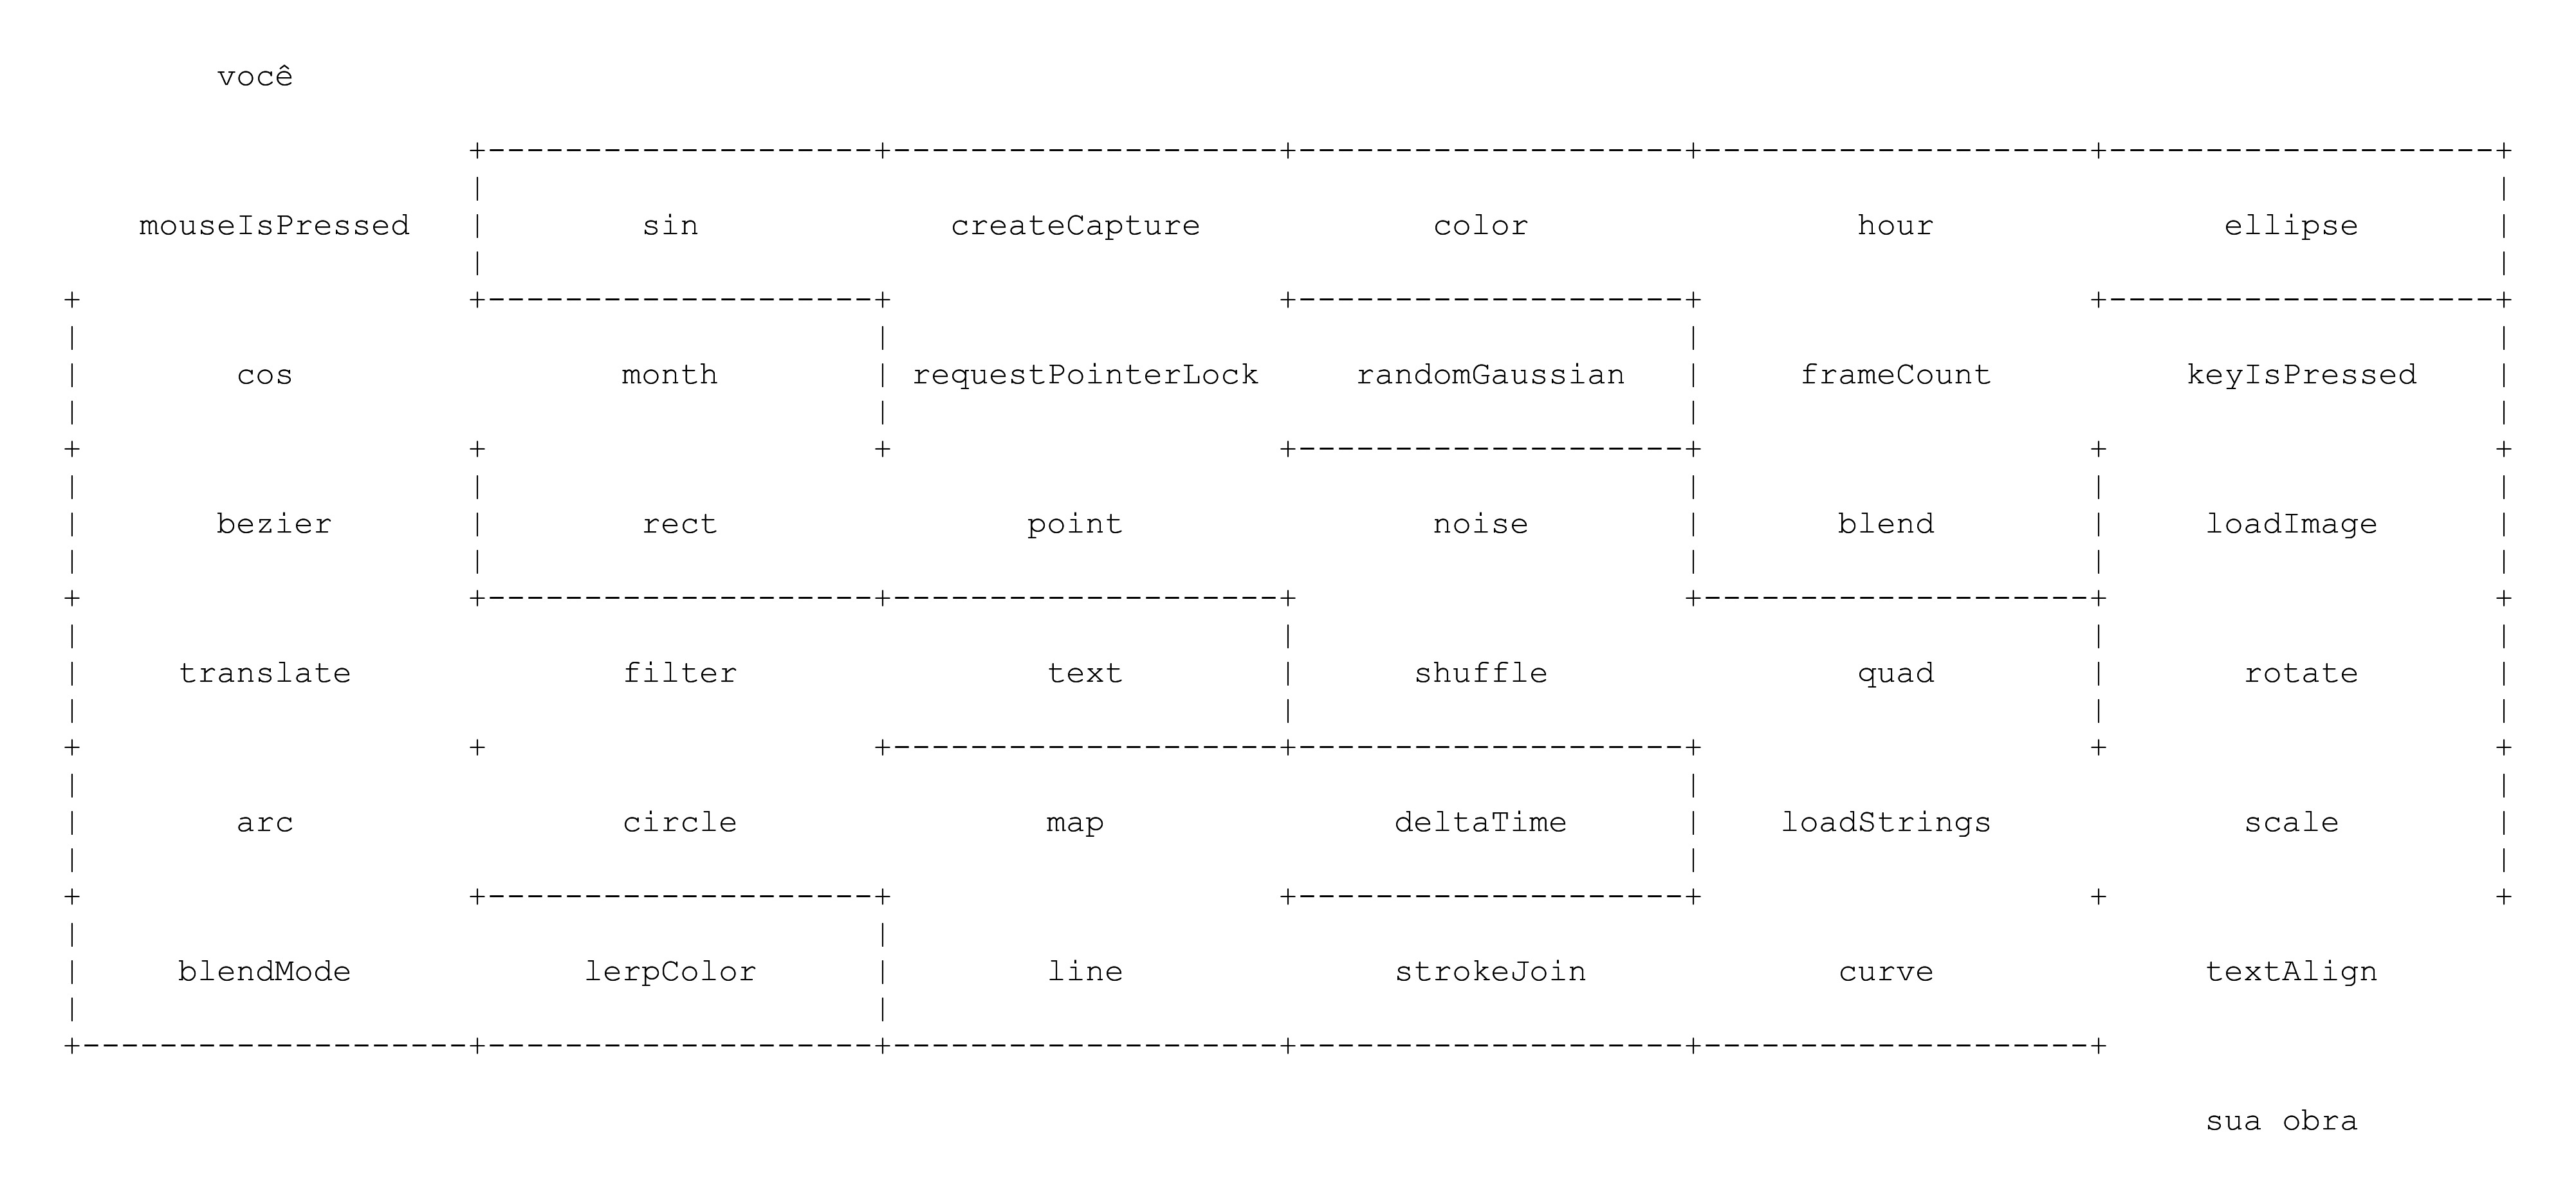 você
mouseIsPressed sin createCapture color hour ellipse
cos month requestPointerLock randomGaussian frameCount keyIsPressed
bezier rect point noise blend loadImage
translate filter text shuffle quad rotate
arc circle map deltaTime loadStrings scale
blendMode lerpColor line strokeJoin curve textAlign
sua obra